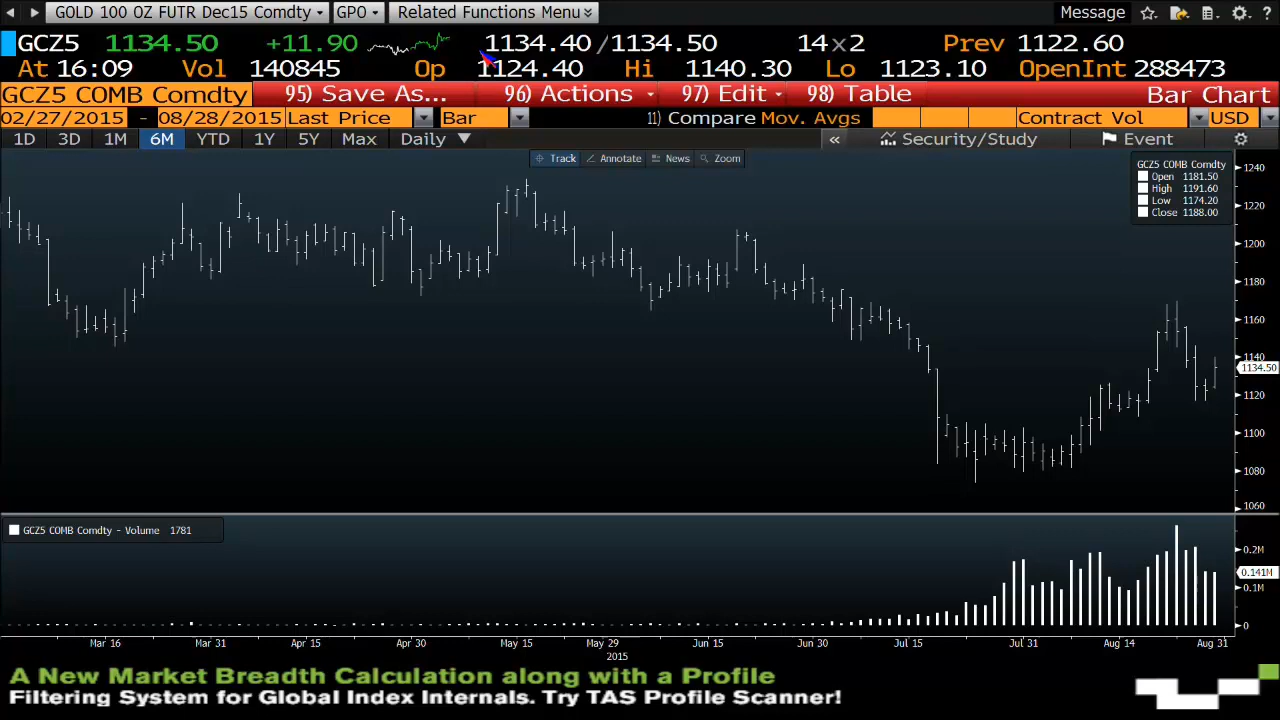 GOLD 100 OZ FUTR Dec15 Comdty GPO Related Functions Menu Message ?
GCZ5 1134.50 +11.90 1134.40 /1134.50 14x2 Prev 1122.60
At 16:09 Vol 140845 Op 1124.40 Hi 1140.30 Lo 1123.10 OpenInt 288473
GCZ5 COMB Comdty 95) Save As... 96) Actions 97) Edit 98) Table Bar Chart
02/27/2015 - 08/28/2015 Last Price Bar 11) Compare Mov. Avgs Contract Vol USD
1D 3D 1M 6M YTD 1Y 5Y Max Daily « Security/Study Event
Track Annotate News Zoom
GCZ5 COMB Comdty
Open 1181.50
High 1191.60
Low 1174.20
Close 1188.00
1240
1220
1200
1180
1160
1140
1134.50
1120
1100
1080
1060
GCZ5 COMB Comdty - Volume 1781
0.2M
0.141M
0.1M
0
Mar 16 Mar 31 Apr 15 Apr 30 May 15 May 29 Jun 15 Jun 30 Jul 15 Jul 31 Aug 14 Aug 31
2015
A New Market Breadth Calculation along with a Profile
Filtering System for Global Index Internals. Try TAS Profile Scanner!